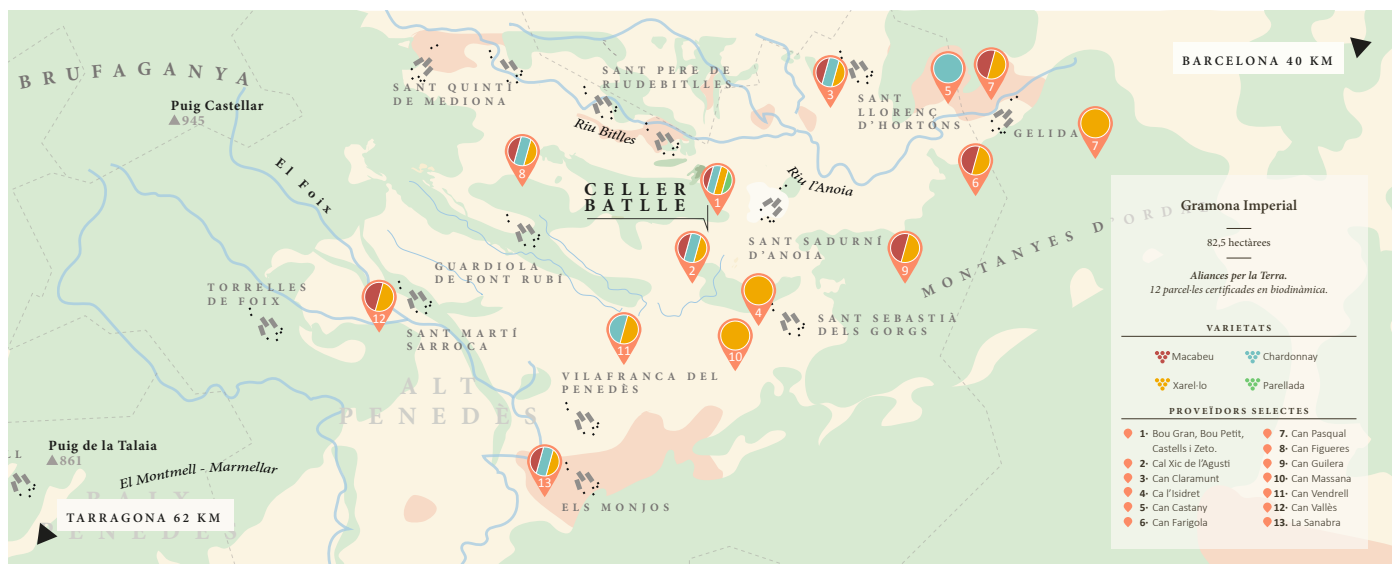 BRUFAGANYA
Puig Castellar
945
SANT QUINTÍ
DE MEDIONA
SANT PERE DE
RIUDEBITLLES
Riu Bitlles
3
SANT
LLORENÇ
D'HORTONS
5
7
GELIDA
7
BARCELONA 40 KM
El Foix
8
CELLER
BATLLE
1
Riu l'Anoia
6
MONTANYES D'ORDAL
2
SANT SADURNÍ
D'ANOIA
9
GUARDIOLA
DE FONT RUBÍ
TORRELLES
DE FOIX
12
SANT MARTÍ
SARROCA
11
4
10
SANT SEBASTIÀ
DELS GORGS
VILAFRANCA DEL
PENEDÈS
ALT
PENEDÈS
Puig de la Talaia
861
LL
El Montmell - Marmellar
BAIX
PENEDÈS
TARRAGONA 62 KM
13
ELS MONJOS
Gramona Imperial
82,5 hectàrees
Aliances per la Terra.
12 parcel·les certificades en biodinàmica.
VARIETATS
Macabeu
Chardonnay
Xarel·lo
Parellada
PROVEÏDORS SELECTES
1· Bou Gran, Bou Petit,
Castells i Zeto.
2· Cal Xic de l'Agustí
3· Can Claramunt
4· Ca l'Isidret
5· Can Castany
6· Can Farigola
7. Can Pasqual
8· Can Figueres
9· Can Guilera
10· Can Massana
11· Can Vendrell
12· Can Vallès
13. La Sanabra